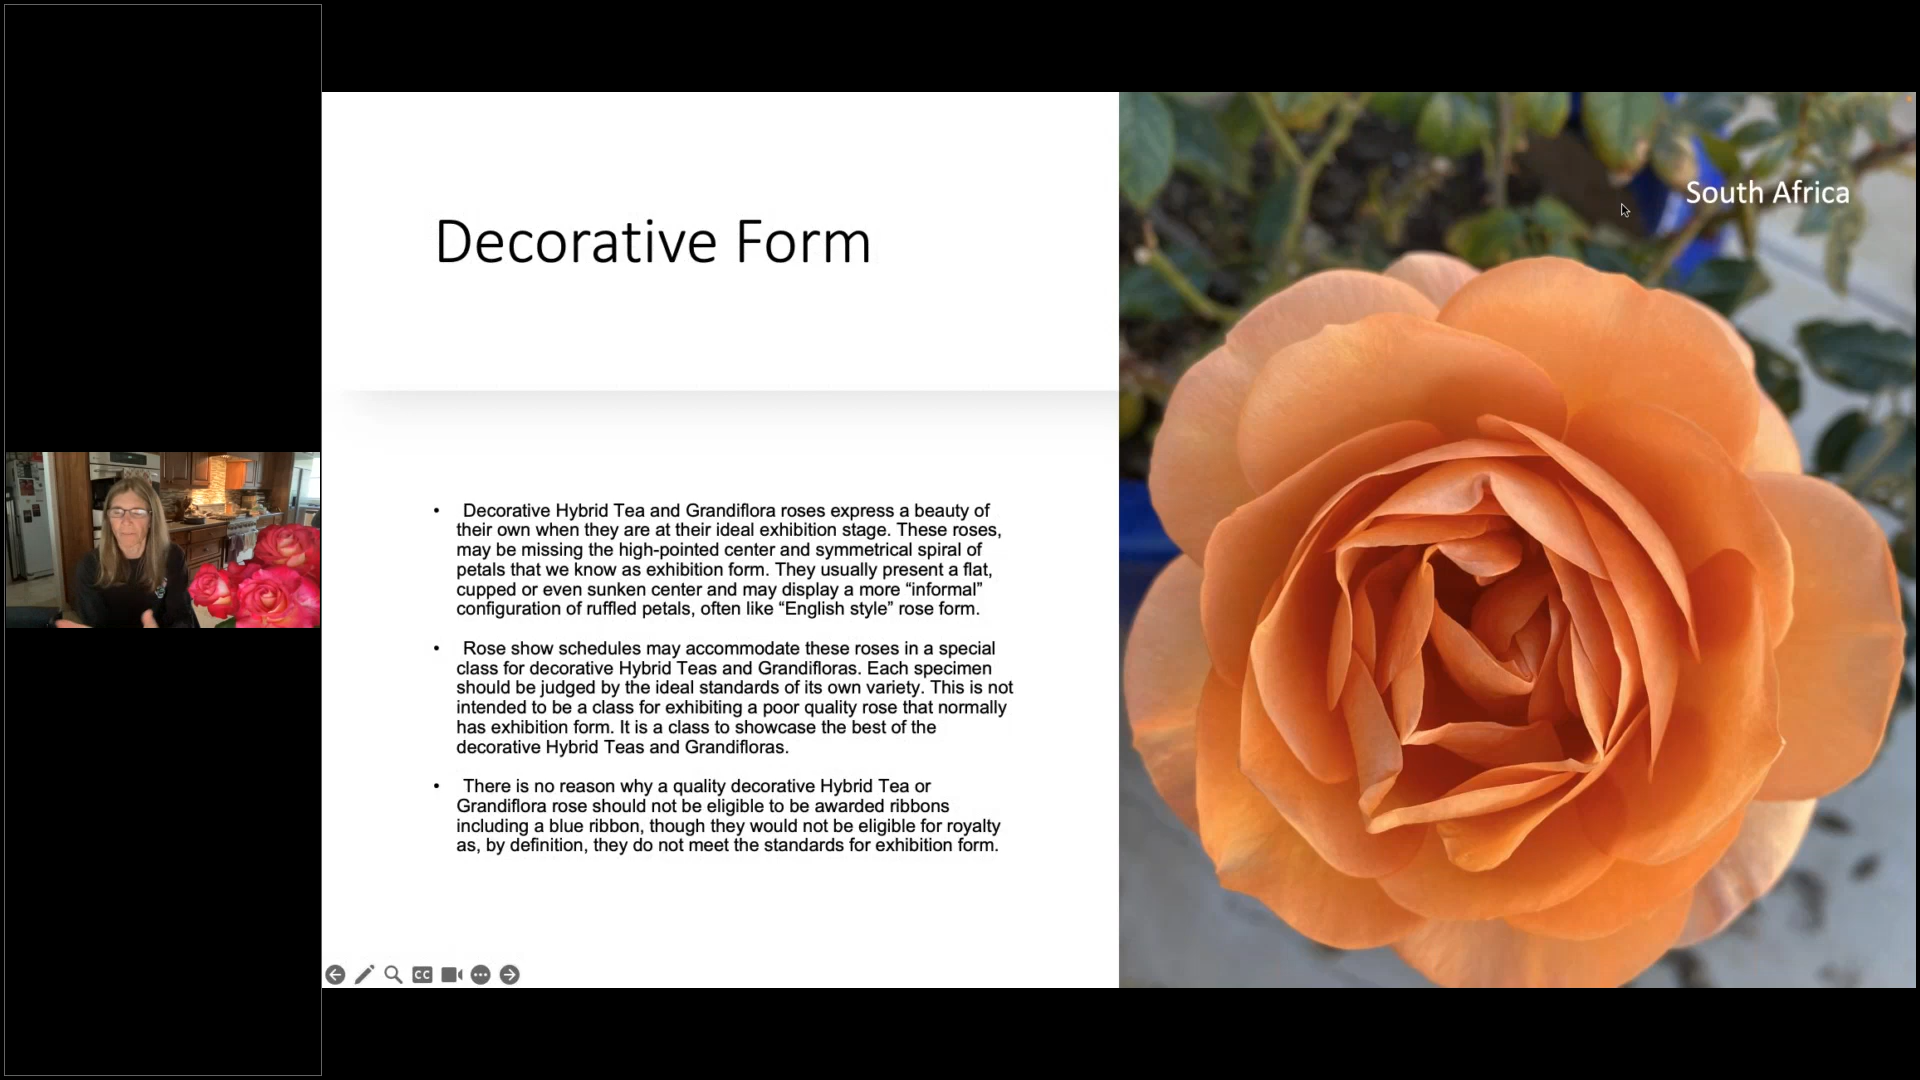 South Africa
Decorative Form
• Decorative Hybrid Tea and Grandiflora roses express a beauty of
their own when they are at their ideal exhibition stage. These roses,
may be missing the high-pointed center and symmetrical spiral of
petals that we know as exhibition form. They usually present a flat,
cupped or even sunken center and may display a more “informal”
configuration of ruffled petals, often like “English style” rose form.
• Rose show schedules may accommodate these roses in a special
class for decorative Hybrid Teas and Grandifloras. Each specimen
should be judged by the ideal standards of its own variety. This is not
intended to be a class for exhibiting a poor quality rose that normally
has exhibition form. It is a class to showcase the best of the
decorative Hybrid Teas and Grandifloras.
• There is no reason why a quality decorative Hybrid Tea or
Grandiflora rose should not be eligible to be awarded ribbons
including a blue ribbon, though they would not be eligible for royalty
as, by definition, they do not meet the standards for exhibition form.
CC